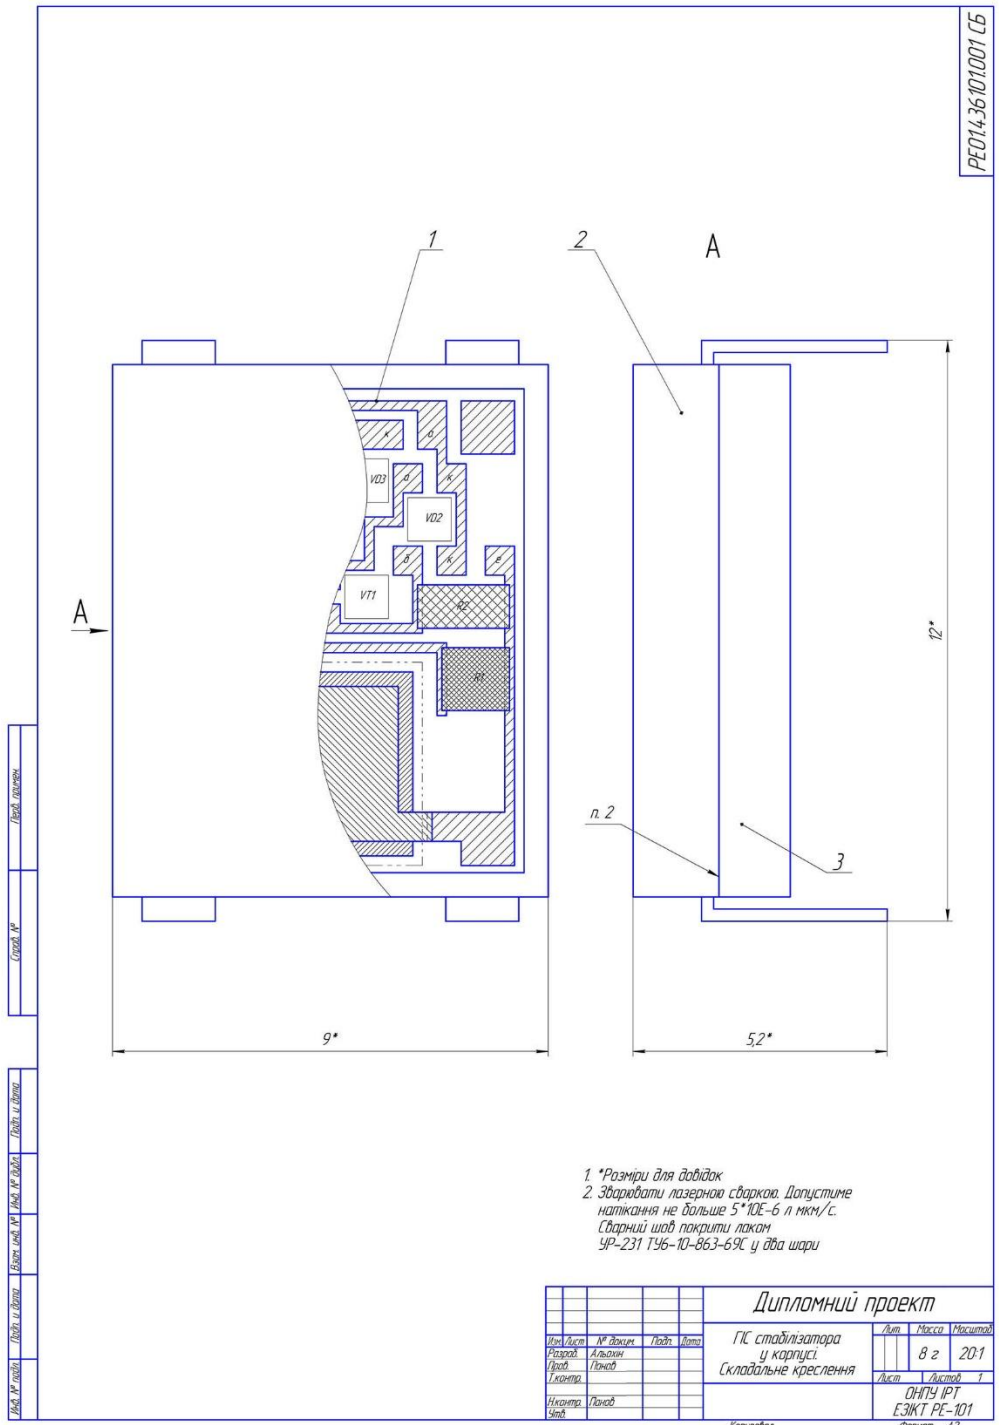 РЕ01.436101.001 СБ
1
2
А
к
а
VD3
а
к
VD2
б
к
е
VT1
R2
А
R1
12*
п. 2
3
9*
5,2*
Перв. примен.
Справ. №
Подп. и дата
Инв. № дубл.
Взам. инв. №
Подп. и дата
Инв. № подл.
1. *Розміри для довідок
2. Зварювати лазерною сваркою. Допустиме
натікання не більше 5*10Е-6 л мкм/с.
Сварний шов покрити лаком
УР-231 ТУ6-10-863-69С у два шари
Дипломний проект
Изм. Лист № докум. Подп. Дата
Разраб. Альохін
Пров. Панов
Т.контр.
Н.контр. Панов
Утв.
ГІС стабілізатора
у корпусі.
Складальне креслення
Лит. Масса Масштаб
8 г 20:1
Лист Листов 1
ОНПУ ІРТ
ЕЗІКТ РЕ-101
Копировал Формат А3